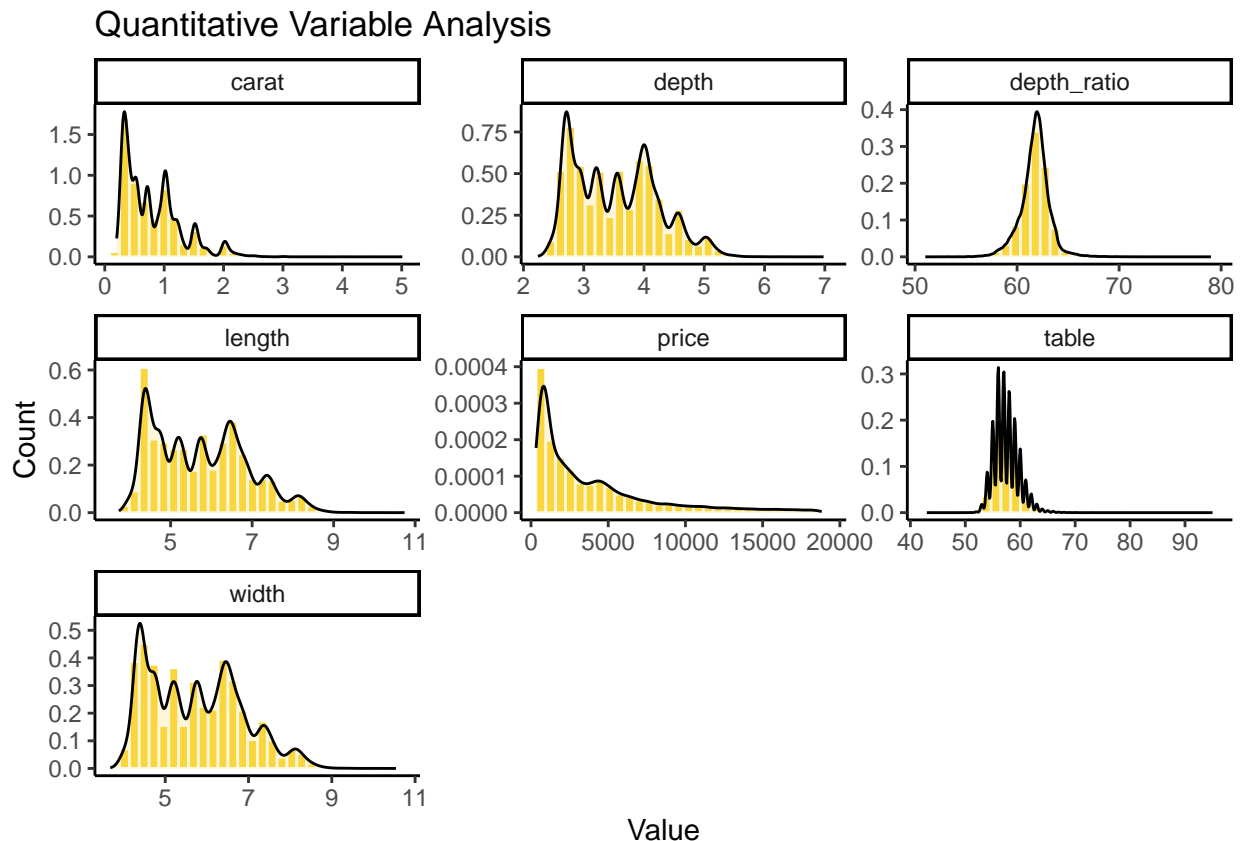 Quantitative Variable Analysis
carat
depth
depth_ratio
0.0
0.5
1.0
1.5
0 1 2 3 4 5
0.00
0.25
0.50
0.75
2 3 4 5 6 7
0.0
0.1
0.2
0.3
0.4
50 60 70 80
length
price
table
0.6
0.4
0.2
0.0
5 7 9 11
0.0004
0.0003
0.0002
0.0001
0.0000
0 5000 10000 15000 20000
0.3
0.2
0.1
0.0
40 50 60 70 80 90
width
0.5
0.4
0.3
0.2
0.1
0.0
5 7 9 11
Count
Value